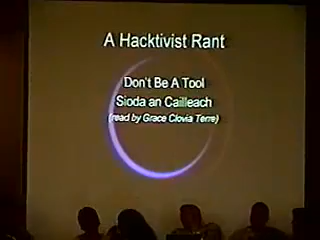 A Hacktivist Rant
Don't Be A Tool
Sioda an Cailleach
(read by Grace Clovia Terre)